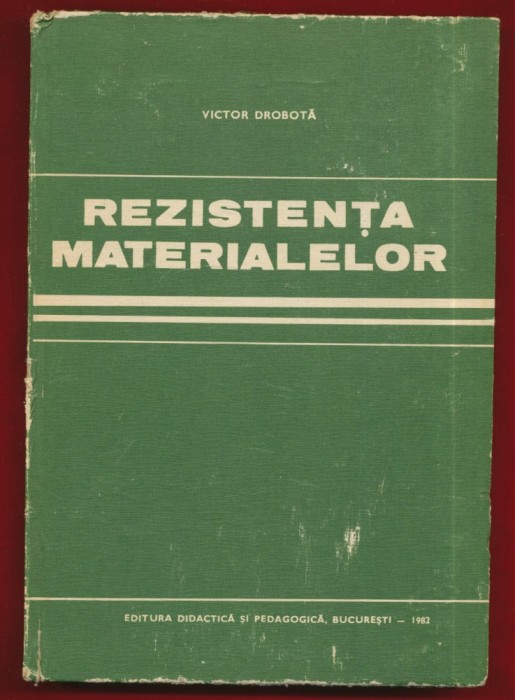 VICTOR DROBOTĂ
REZISTENȚA
MATERIALELOR
EDITURA DIDACTICĂ ȘI PEDAGOGICĂ, BUCUREȘTI – 1982